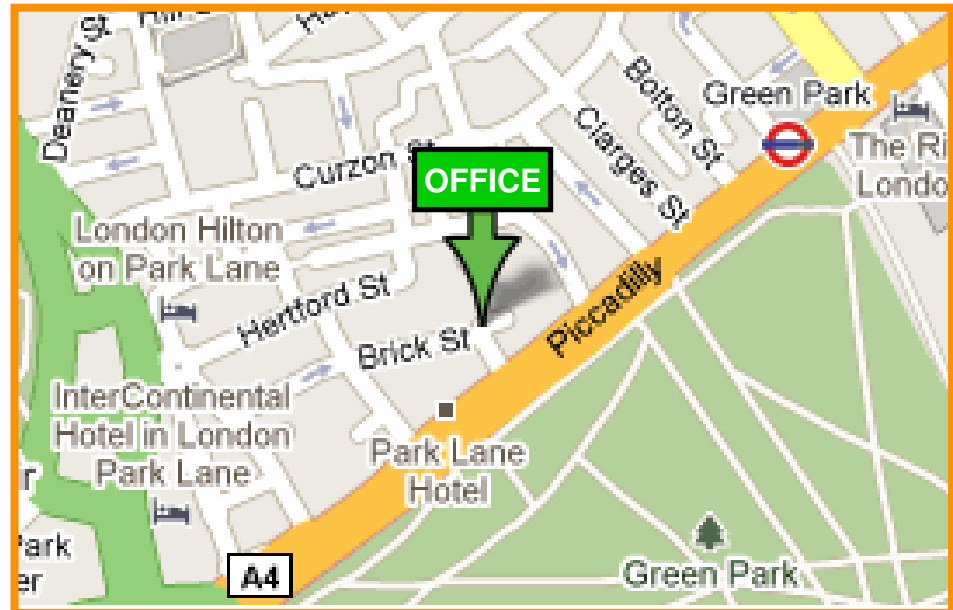 Deanery St
Curzon St
OFFICE
Bolton St
Clarges St
Green Park
The Ri
Londo
London Hilton
on Park Lane
Hertford St
Brick St
Piccadilly
InterContinental
Hotel in London
Park Lane
Park Lane
Hotel
Green Park
A4
r
Park
er